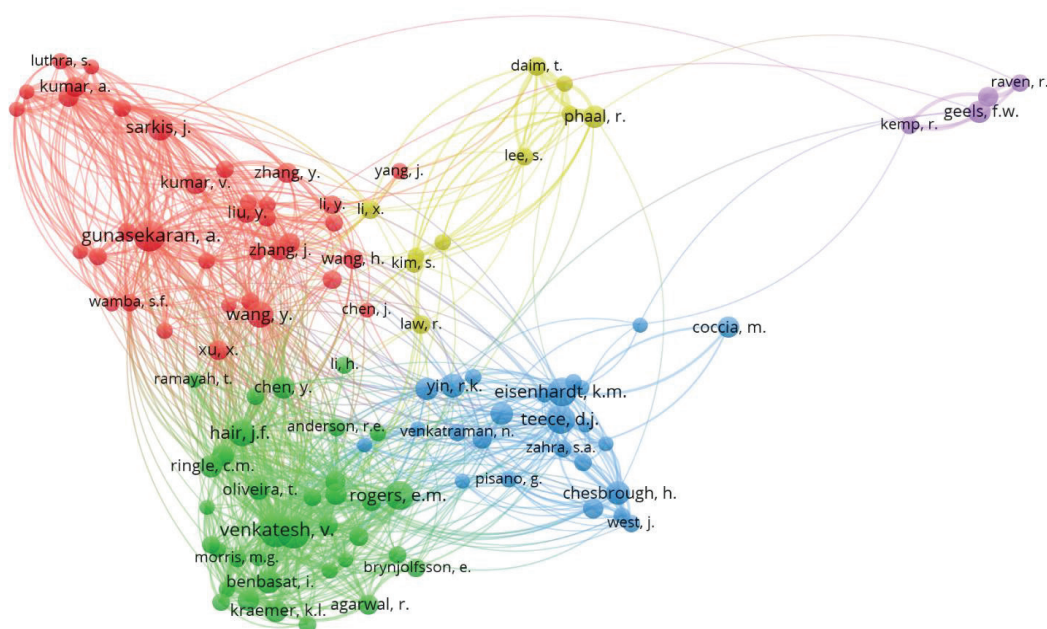 luthra, s.
kumar, a.
sarkis, j.
daim, t.
phaal, r.
raven, r.
geels, f.w.
kemp, r.
lee, s.
kumar, v.
zhang, y.
yang, j.
liu, y.
li, y.
li, x.
gunasekaran, a.
zhang, j.
wang, h.
kim, s.
wamba, s.f.
wang, y.
chen, j.
law, r.
coccia, m.
xu, x.
li, h.
ramayah, t.
chen, y.
yin, r.k.
eisenhardt, k.m.
hair, j.f.
anderson, r.e.
venkatraman, n.
teece, d.j.
zahra, s.a.
ringle, c.m.
oliveira, t.
rogers, e.m.
pisano, g.
chesbrough, h.
west, j.
venkatesh, v.
morris, m.g.
benbasat, i.
brynjolfsson, e.
kraemer, k.l.
agarwal, r.